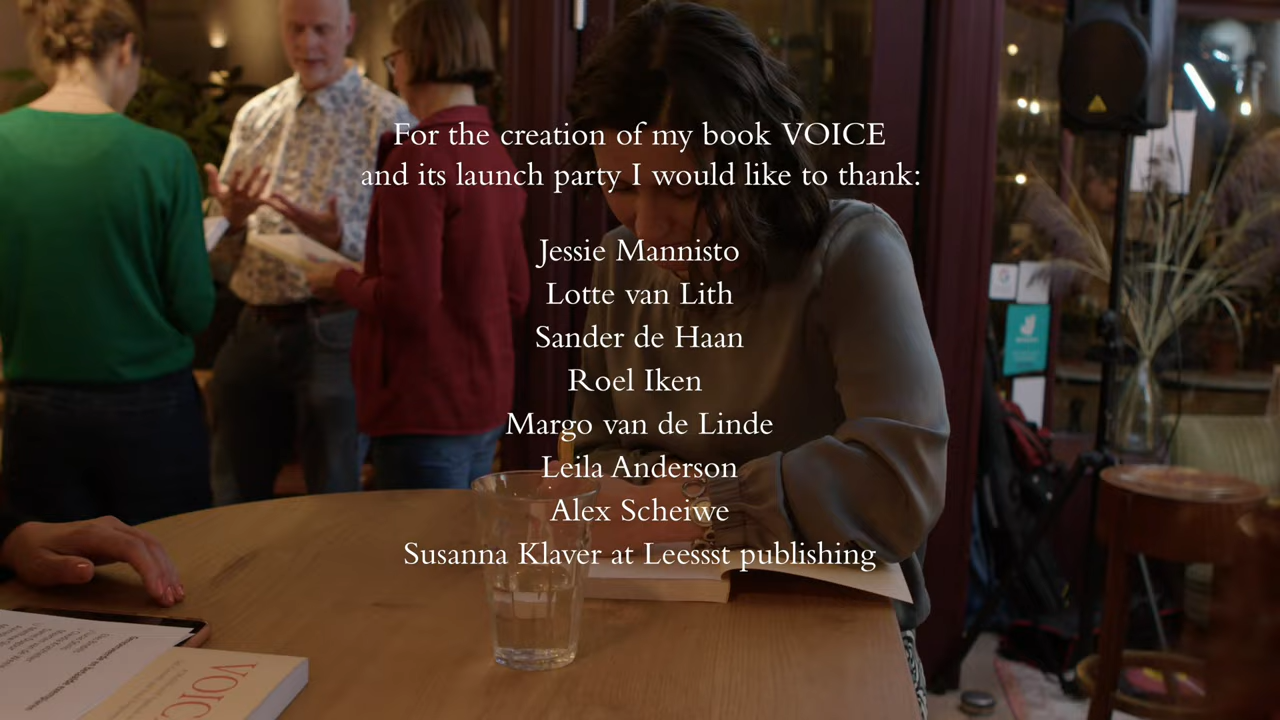 For the creation of my book VOICE
and its launch party I would like to thank:
Jessie Mannisto
Lotte van Lith
Sander de Haan
Roel Iken
Margo van de Linde
Leila Anderson
Alex Scheiwe
Susanna Klaver at Leessst publishing